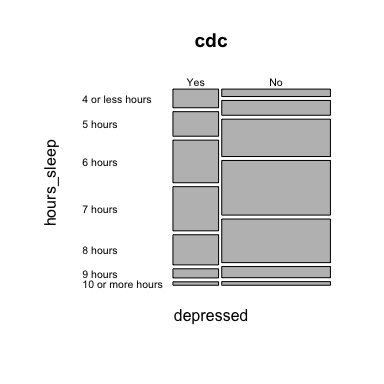 cdc
Yes No
4 or less hours
5 hours
6 hours
7 hours
8 hours
9 hours
10 or more hours
hours_sleep
depressed